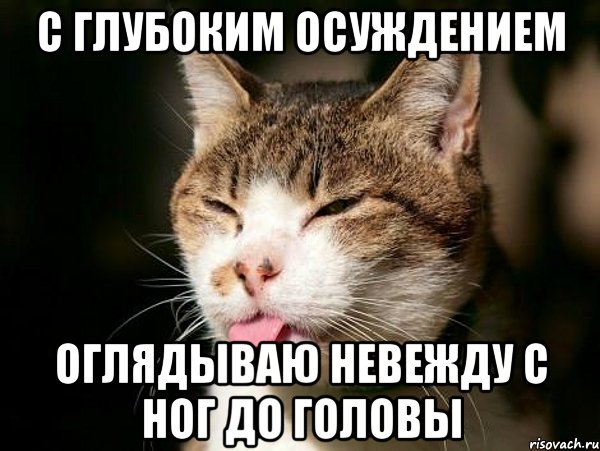 С ГЛУБОКИМ ОСУЖДЕНИЕМ
ОГЛЯДЫВАЮ НЕВЕЖДУ С
НОГ ДО ГОЛОВЫ
risovach.ru